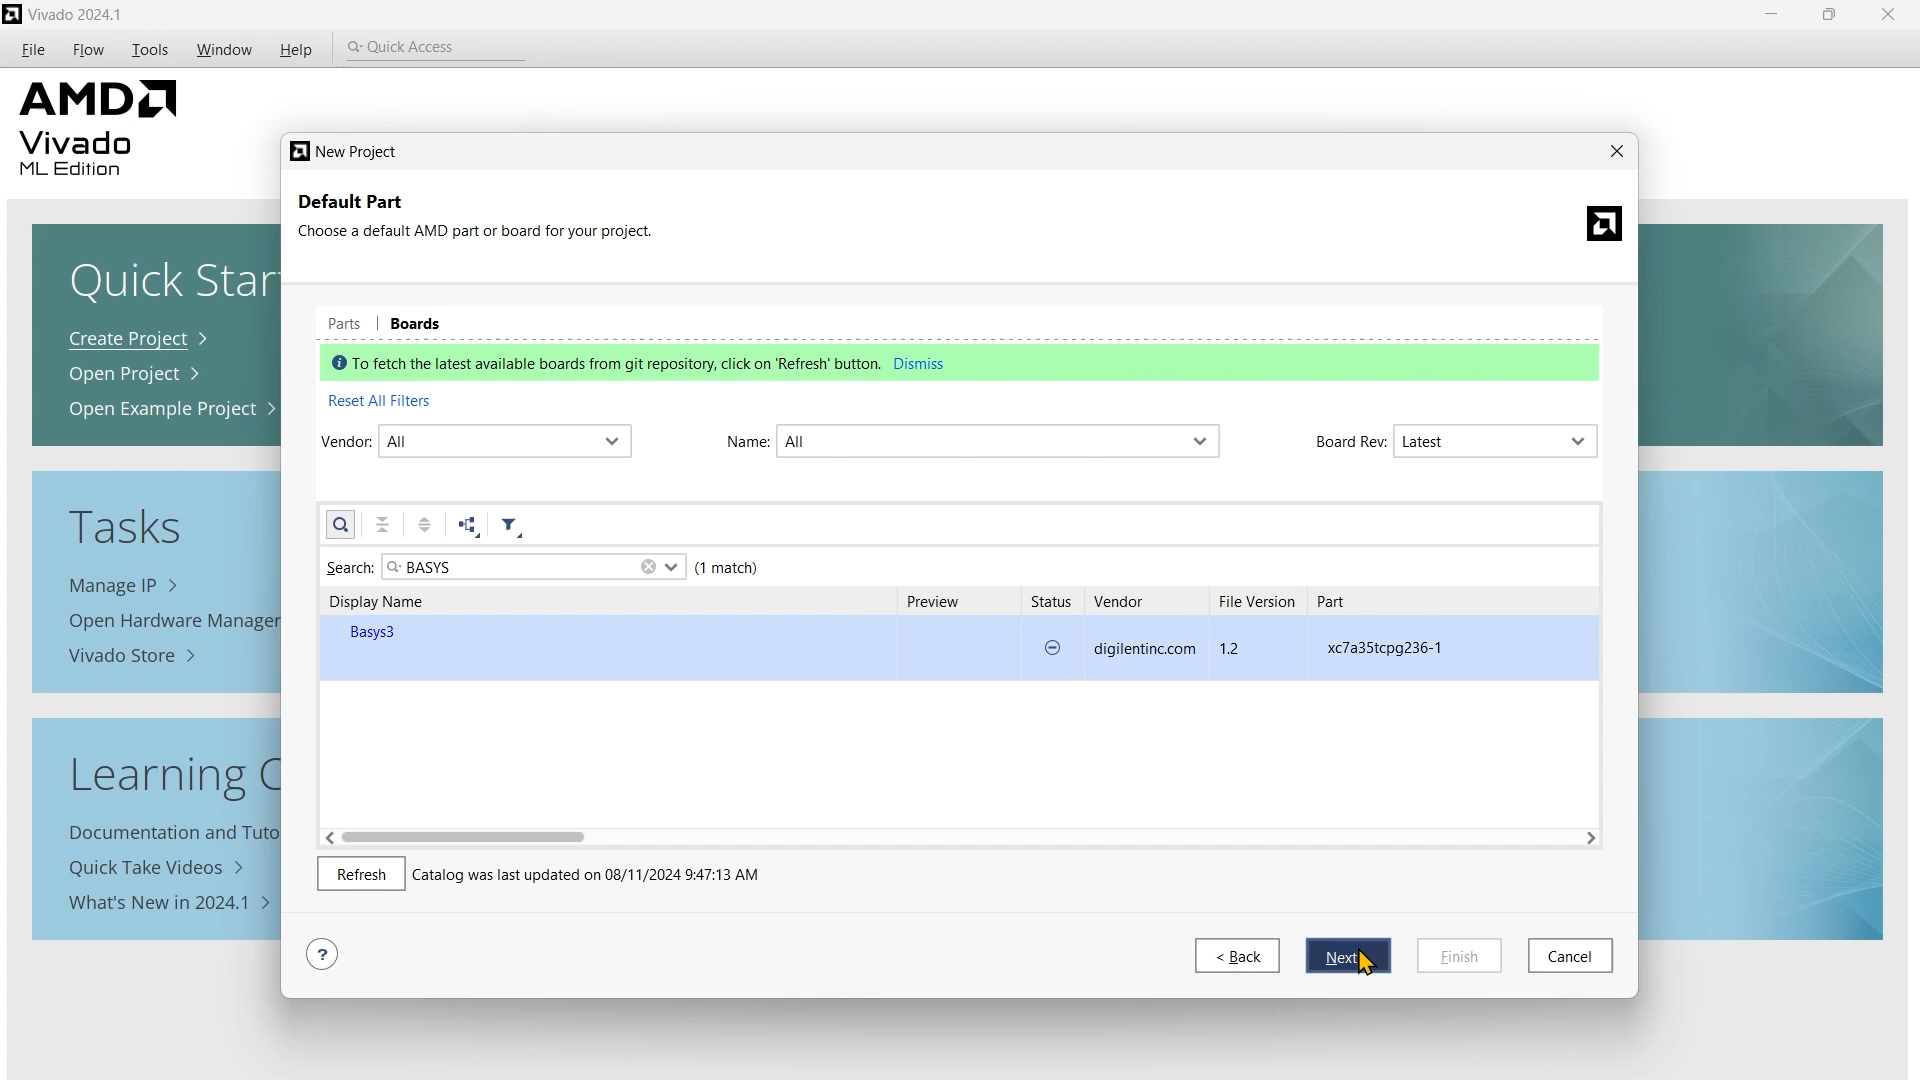 Vivado 2024.1
File Flow Tools Window Help Quick Access
AMD
Vivado
ML Edition
New Project
Default Part
Choose a default AMD part or board for your project.
Quick Star
Create Project >
Open Project >
Open Example Project >
Tasks
Manage IP >
Open Hardware Manager
Vivado Store >
Learning C
Documentation and Tuto
Quick Take Videos >
What's New in 2024.1 >
Parts | Boards
To fetch the latest available boards from git repository, click on 'Refresh' button. Dismiss
Reset All Filters
Vendor: All Name: All Board Rev: Latest
Search: BASYS (1 match)
Display Name Preview Status Vendor File Version Part
Basys3 digilentinc.com 1.2 xc7a35tcpg236-1
Refresh Catalog was last updated on 08/11/2024 9:47:13 AM
? < Back Next Finish Cancel